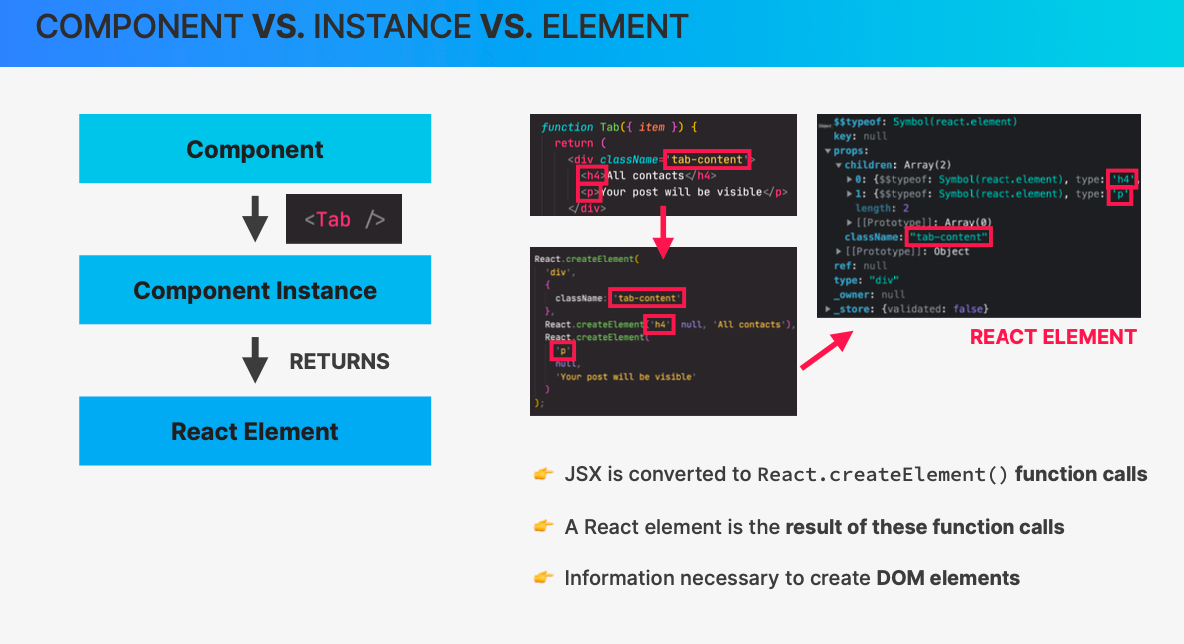 COMPONENT VS. INSTANCE VS. ELEMENT
Component
<Tab />
Component Instance
RETURNS
React Element
function Tab({ item }) {
return (
<div className='tab-content'>
<h4>All contacts</h4>
<p>Your post will be visible</p>
</div>
React.createElement(
'div',
{
className: 'tab-content'
},
React.createElement('h4', null, 'All contacts'),
React.createElement(
'p',
null,
'Your post will be visible'
)
);
$$typeof: Symbol(react.element)
key: null
▼props:
▼children: Array(2)
▶0: {$$typeof: Symbol(react.element), type: 'h4',
▶1: {$$typeof: Symbol(react.element), type: 'p',
length: 2
▶[[Prototype]]: Array(0)
className: "tab-content"
▶[[Prototype]]: Object
ref: null
type: "div"
_owner: null
▶_store: {validated: false}
REACT ELEMENT
👉 JSX is converted to React.createElement() function calls
👉 A React element is the result of these function calls
👉 Information necessary to create DOM elements